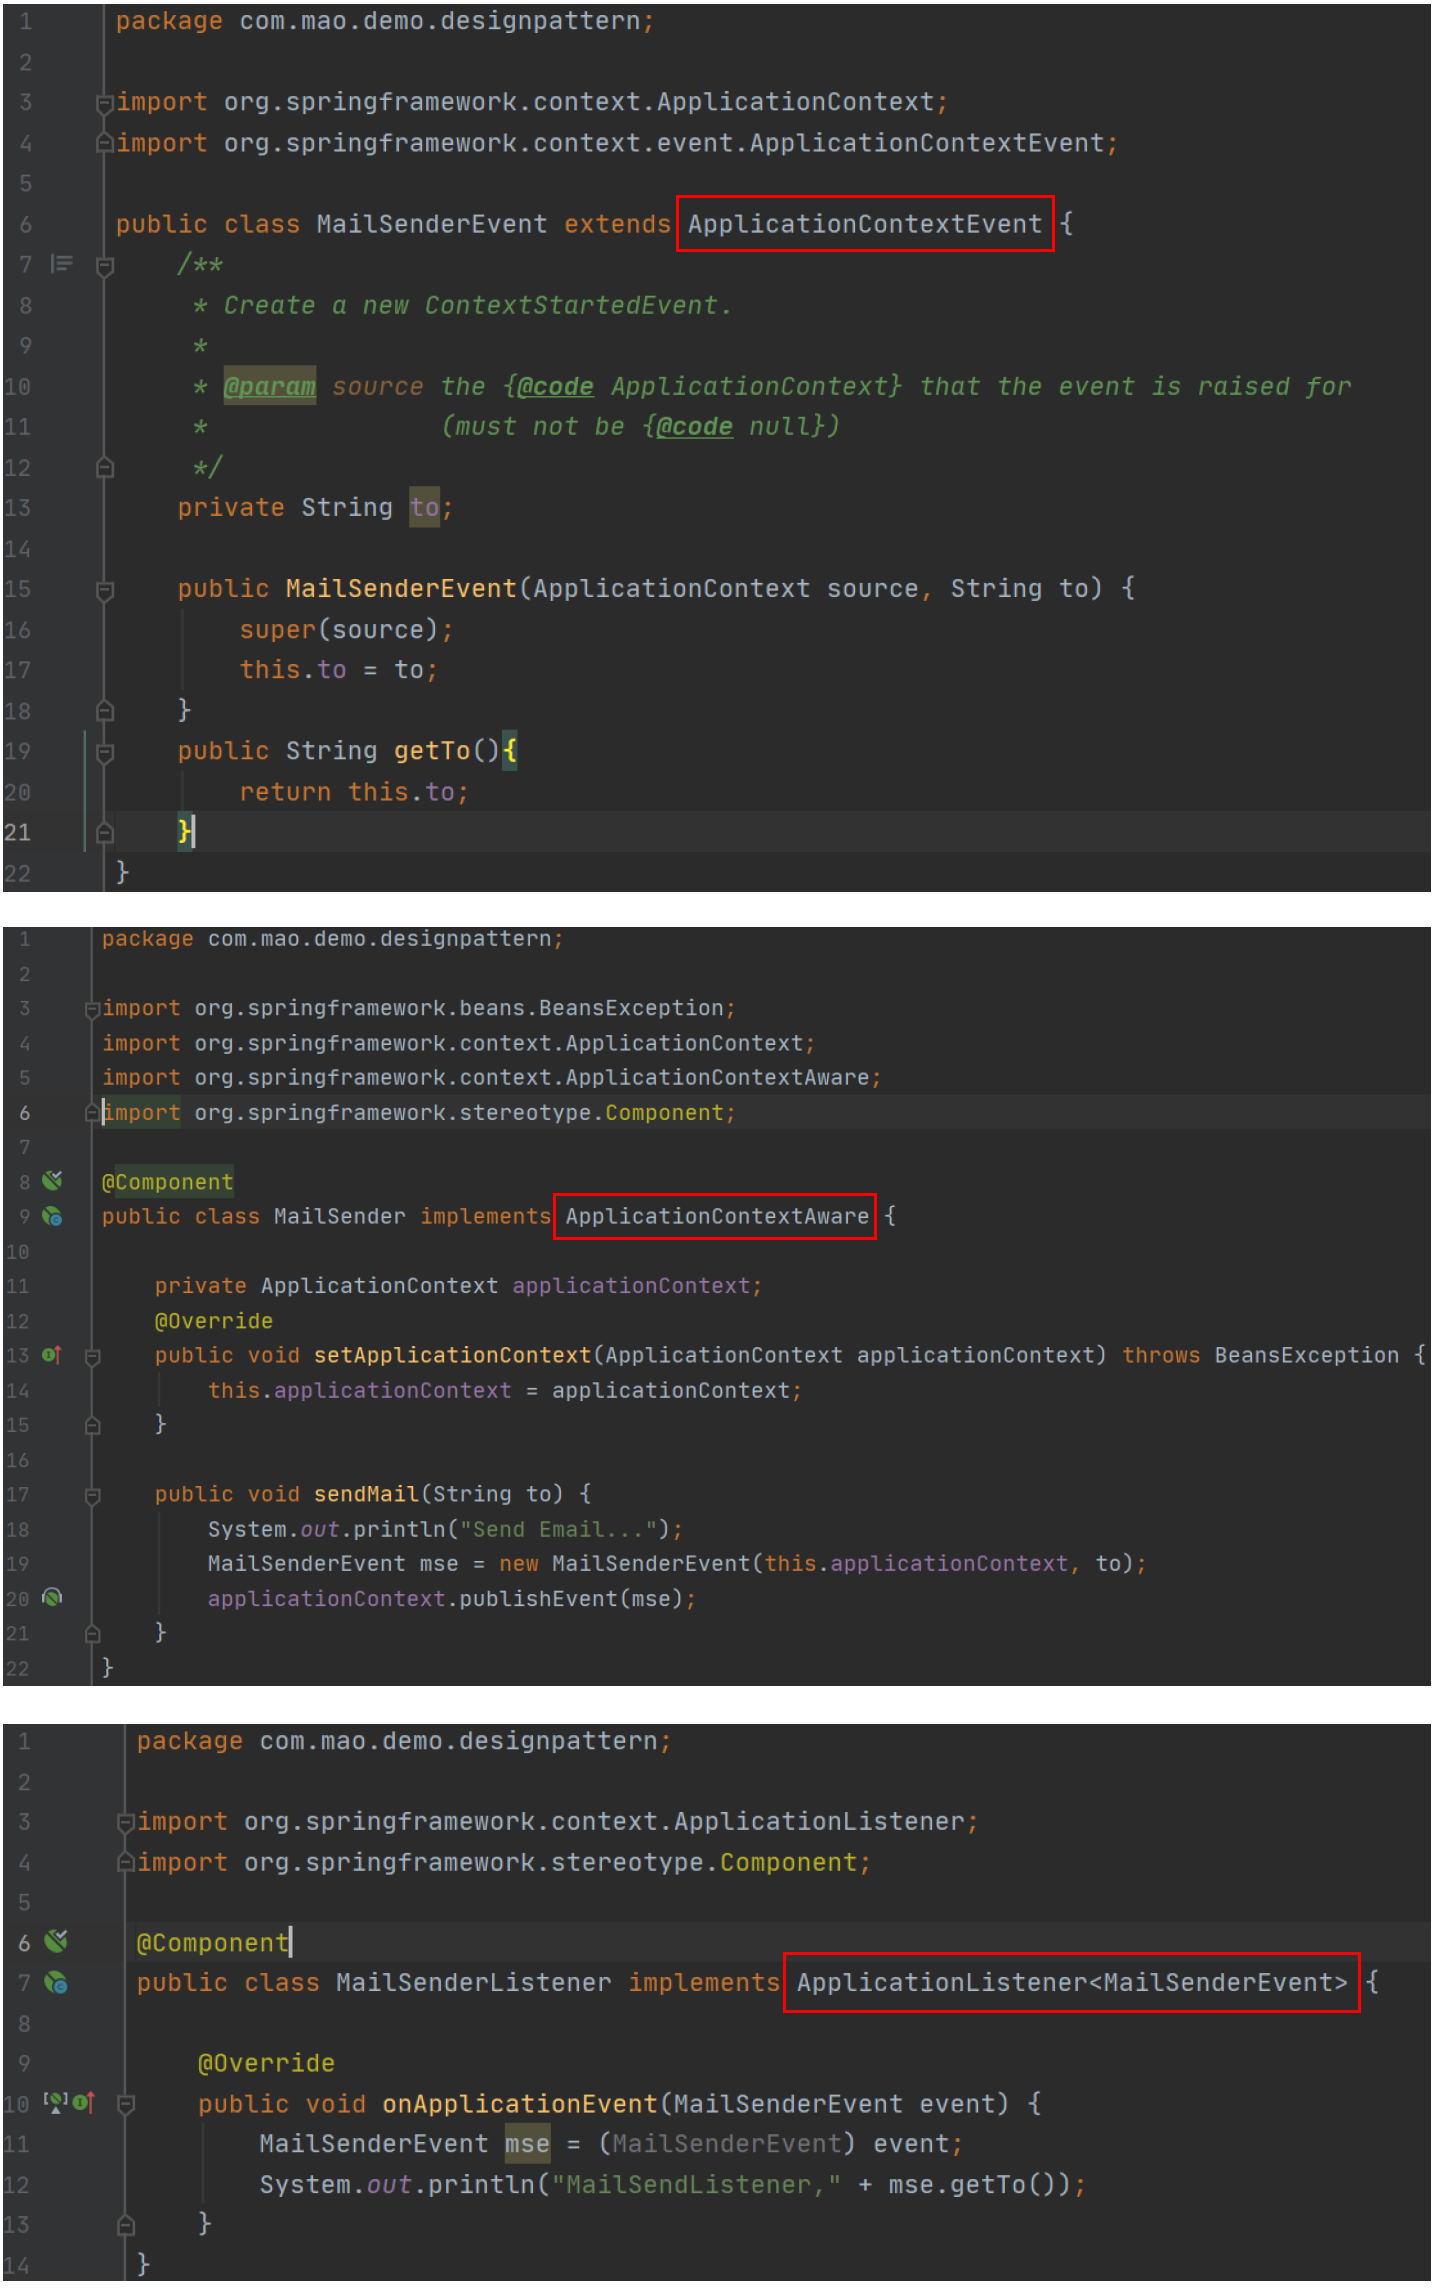 1 package com.mao.demo.designpattern;
2
3 import org.springframework.context.ApplicationContext;
4 import org.springframework.context.event.ApplicationContextEvent;
5
6 public class MailSenderEvent extends ApplicationContextEvent {
7 /**
8 * Create a new ContextStartedEvent.
9 *
10 * @param source the {@code ApplicationContext} that the event is raised for
11 * (must not be {@code null})
12 */
13 private String to;
14
15 public MailSenderEvent(ApplicationContext source, String to) {
16 super(source);
17 this.to = to;
18 }
19 public String getTo(){
20 return this.to;
21 }
22 }
1 package com.mao.demo.designpattern;
2
3 import org.springframework.beans.BeansException;
4 import org.springframework.context.ApplicationContext;
5 import org.springframework.context.ApplicationContextAware;
6 import org.springframework.stereotype.Component;
7
8 @Component
9 public class MailSender implements ApplicationContextAware {
10
11 private ApplicationContext applicationContext;
12 @Override
13 public void setApplicationContext(ApplicationContext applicationContext) throws BeansException {
14 this.applicationContext = applicationContext;
15 }
16
17 public void sendMail(String to) {
18 System.out.println("Send Email...");
19 MailSenderEvent mse = new MailSenderEvent(this.applicationContext, to);
20 applicationContext.publishEvent(mse);
21 }
22 }
1 package com.mao.demo.designpattern;
2
3 import org.springframework.context.ApplicationListener;
4 import org.springframework.stereotype.Component;
5
6 @Component
7 public class MailSenderListener implements ApplicationListener<MailSenderEvent> {
8
9 @Override
10 public void onApplicationEvent(MailSenderEvent event) {
11 MailSenderEvent mse = (MailSenderEvent) event;
12 System.out.println("MailSendListener," + mse.getTo());
13 }
14 }